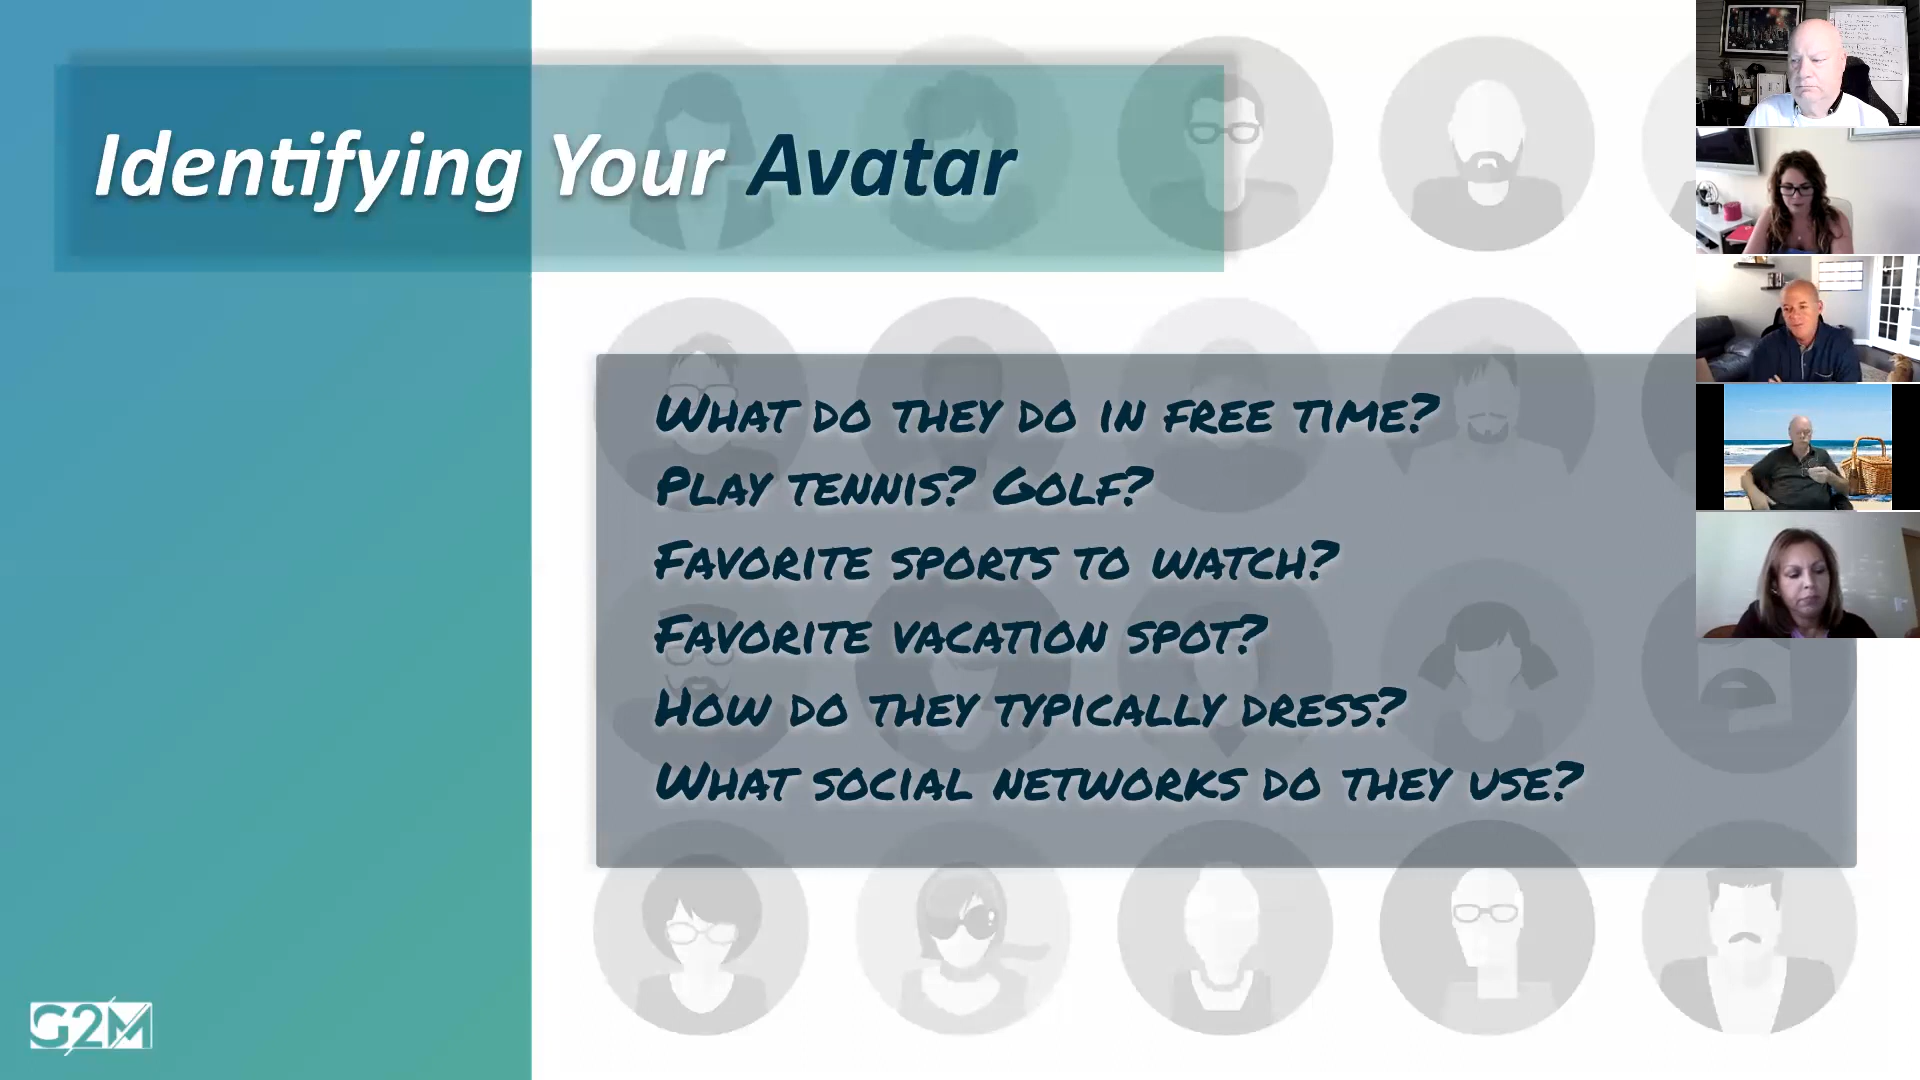 Identifying Your Avatar
What do they do in free time?
Play tennis? Golf?
Favorite sports to watch?
Favorite vacation spot?
How do they typically dress?
What social networks do they use?
G2M